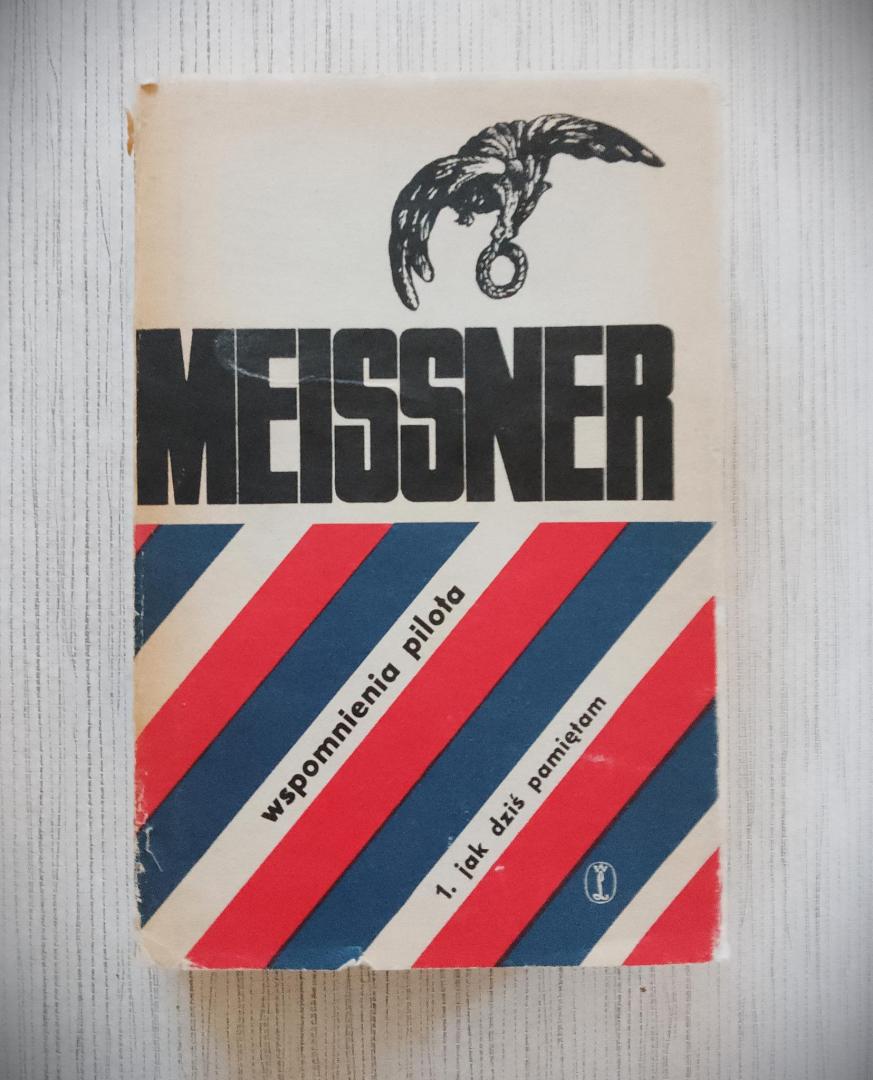 MEISSNER
wspomnienia pilota
1. jak dziś pamiętam